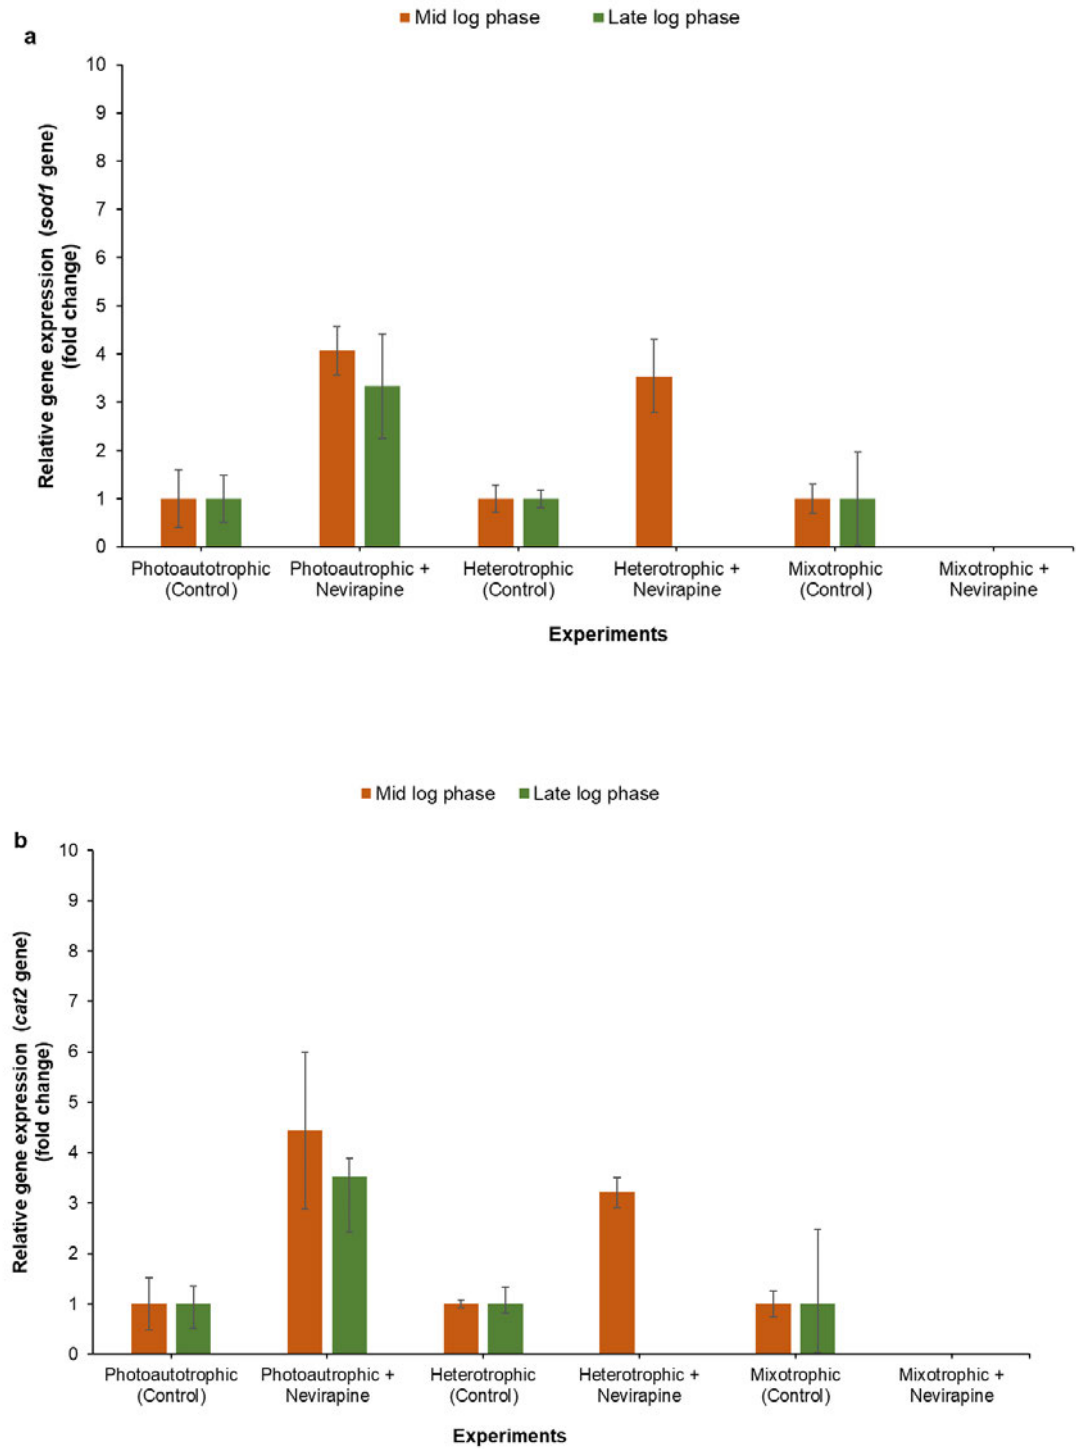 Mid log phase Late log phase
a
10
9
8
7
6
5
4
3
2
1
0
Relative gene expression (sod1 gene)
(fold change)
Photoautotrophic
(Control)
Photoautrophic +
Nevirapine
Heterotrophic
(Control)
Heterotrophic +
Nevirapine
Mixotrophic
(Control)
Mixotrophic +
Nevirapine
Experiments
Mid log phase Late log phase
b
10
9
8
7
6
5
4
3
2
1
0
Relative gene expression (cat2 gene)
(fold change)
Photoautotrophic
(Control)
Photoautrophic +
Nevirapine
Heterotrophic
(Control)
Heterotrophic +
Nevirapine
Mixotrophic
(Control)
Mixotrophic +
Nevirapine
Experiments